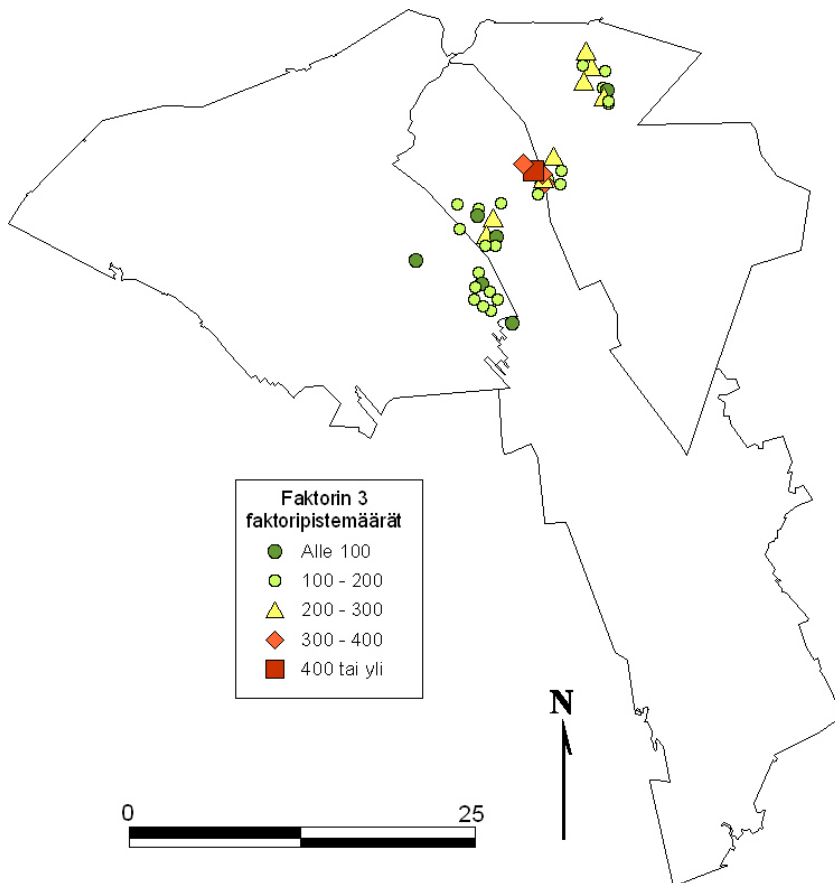 Faktorin 3
faktoripistemäärät
Alle 100
100 - 200
200 - 300
300 - 400
400 tai yli
N
0 25